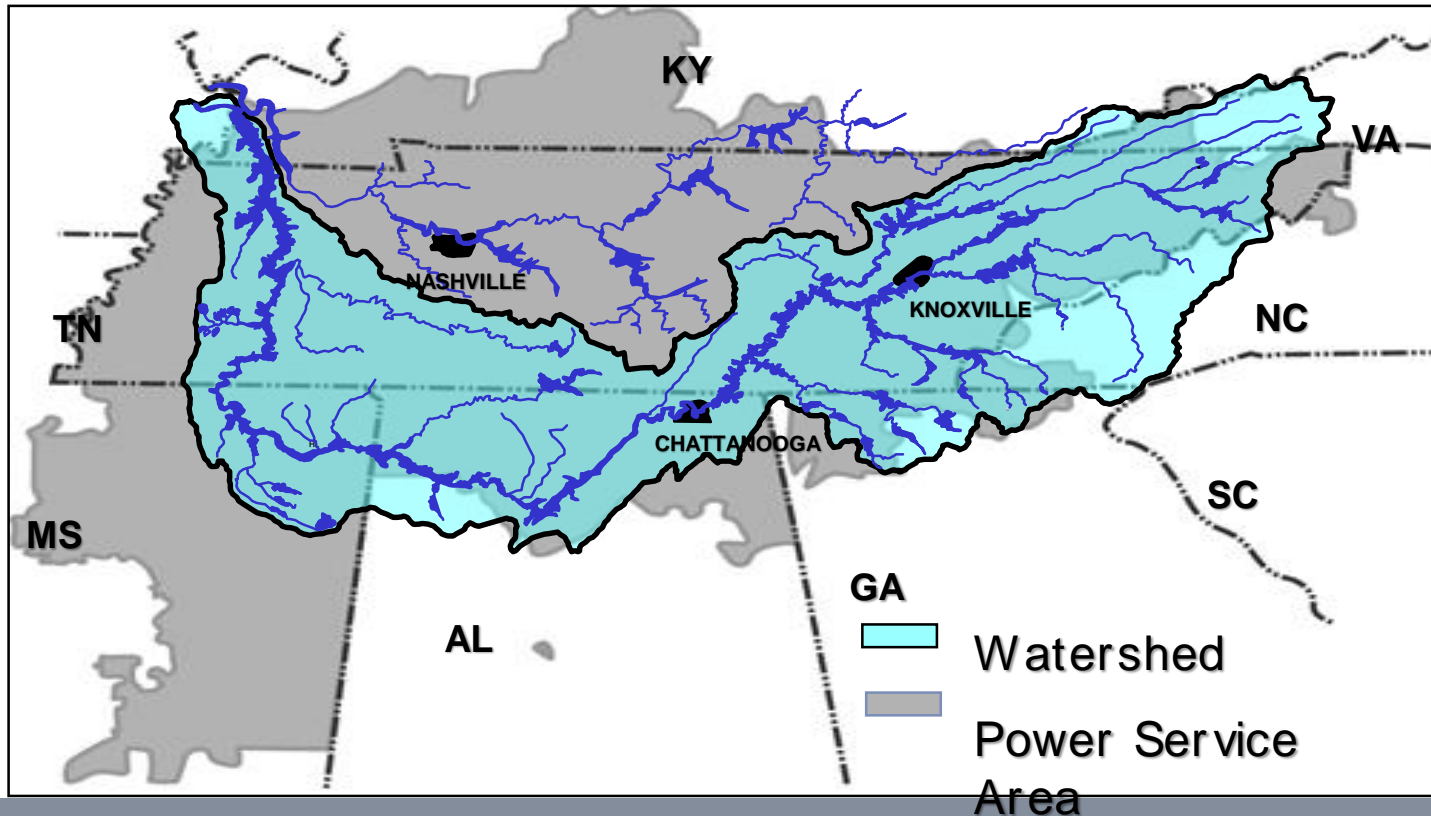 KY
VA
NASHVILLE
KNOXVILLE
TN
NC
CHATTANOOGA
SC
MS
GA
AL
Watershed
Power Service
Area